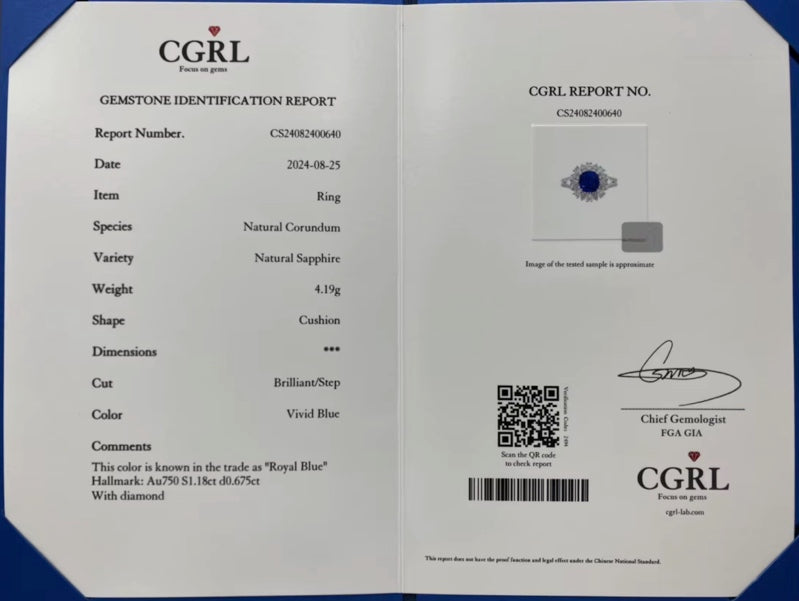 CGRL
Focus on gems
GEMSTONE IDENTIFICATION REPORT
Report Number. CS24082400640
Date 2024-08-25
Item Ring
Species Natural Corundum
Variety Natural Sapphire
Weight 4.19g
Shape Cushion
Dimensions ***
Cut Brilliant/Step
Color Vivid Blue
Comments
This color is known in the trade as "Royal Blue"
Hallmark: Au750 S1.18ct d0.675ct
With diamond
CGRL REPORT NO.
CS24082400640
Image of the tested sample is approximate
Verification Code:
Scan the QR code
to check report
Chief Gemologist
FGA GIA
CGRL
Focus on gems
cgrl-lab.com
This report does not have the proof function and legal effect under the Chinese National Standard.